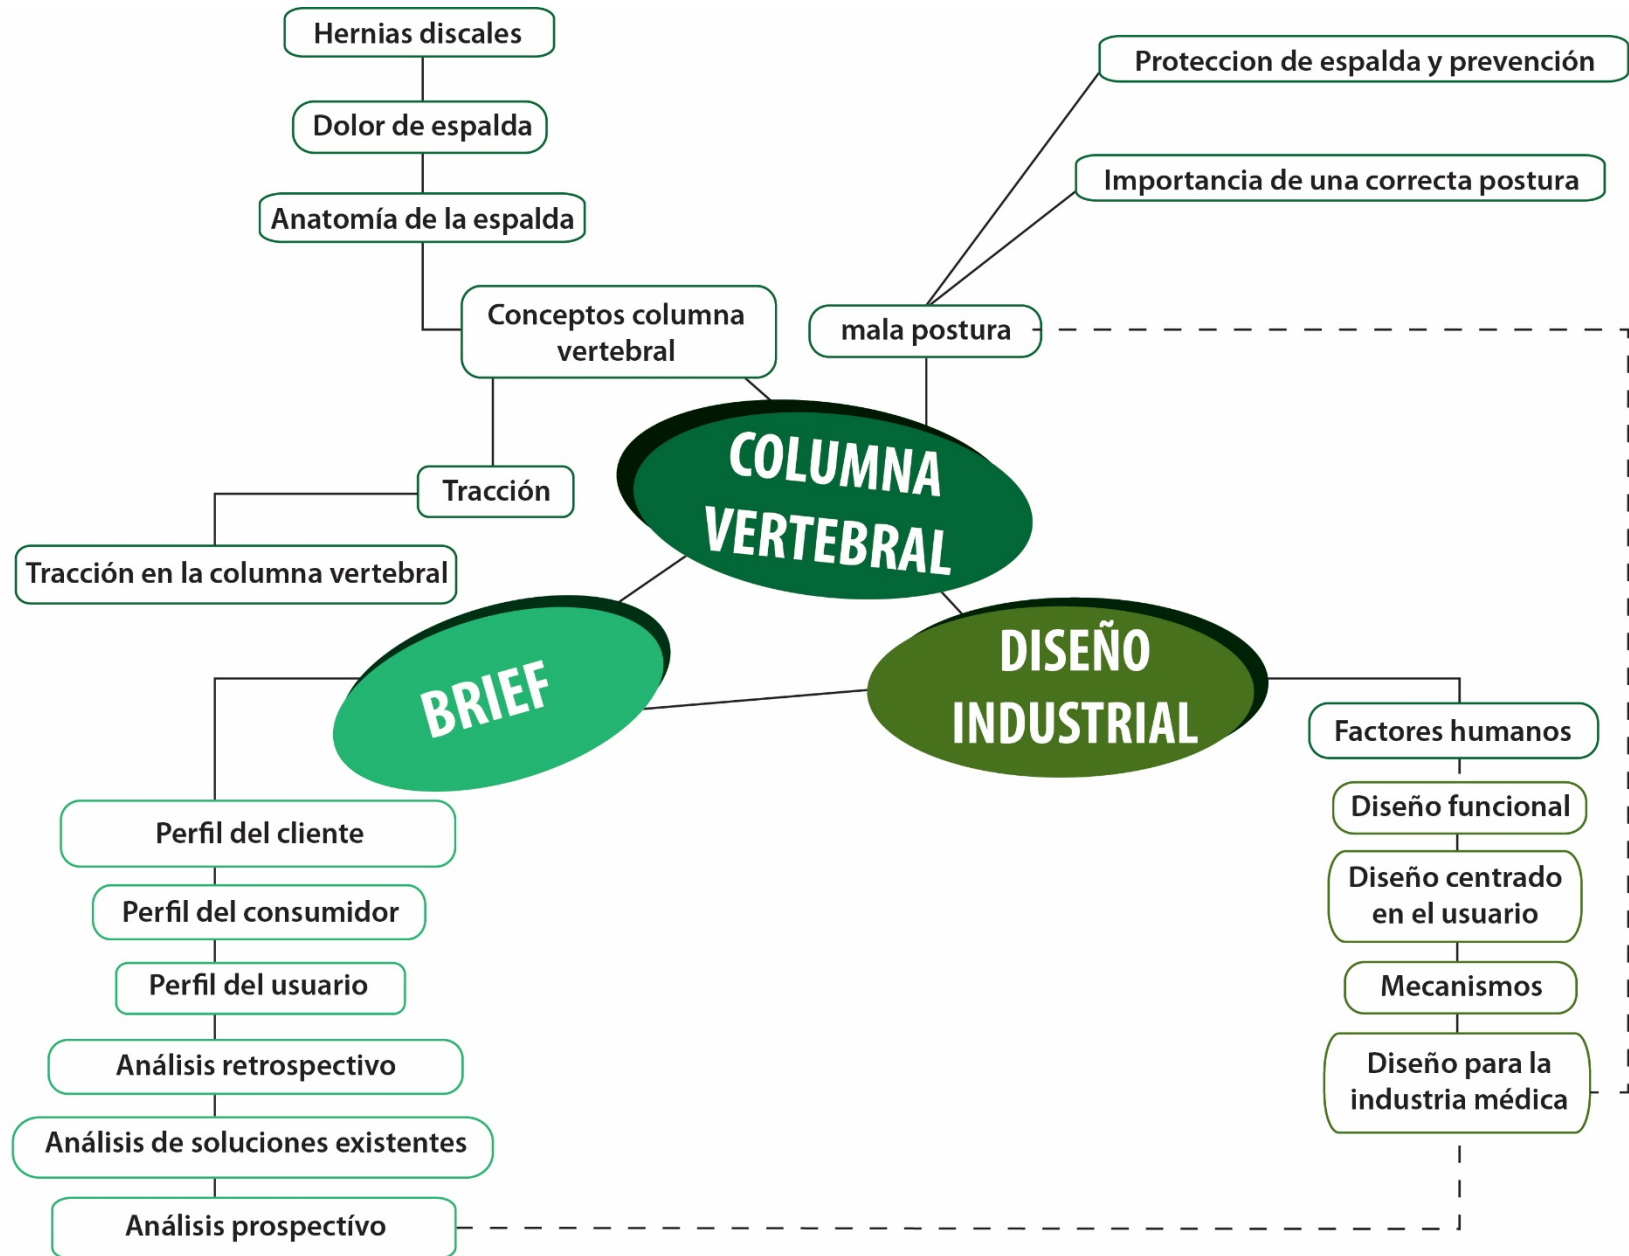 Hernias discales
Proteccion de espalda y prevención
Dolor de espalda
Importancia de una correcta postura
Anatomía de la espalda
Conceptos columna
vertebral
mala postura
COLUMNA
VERTEBRAL
Tracción
Tracción en la columna vertebral
BRIEF
DISEÑO
INDUSTRIAL
Factores humanos
Diseño funcional
Diseño centrado
en el usuario
Mecanismos
Diseño para la
industria médica
Perfil del cliente
Perfil del consumidor
Perfil del usuario
Análisis retrospectivo
Análisis de soluciones existentes
Análisis prospectívo